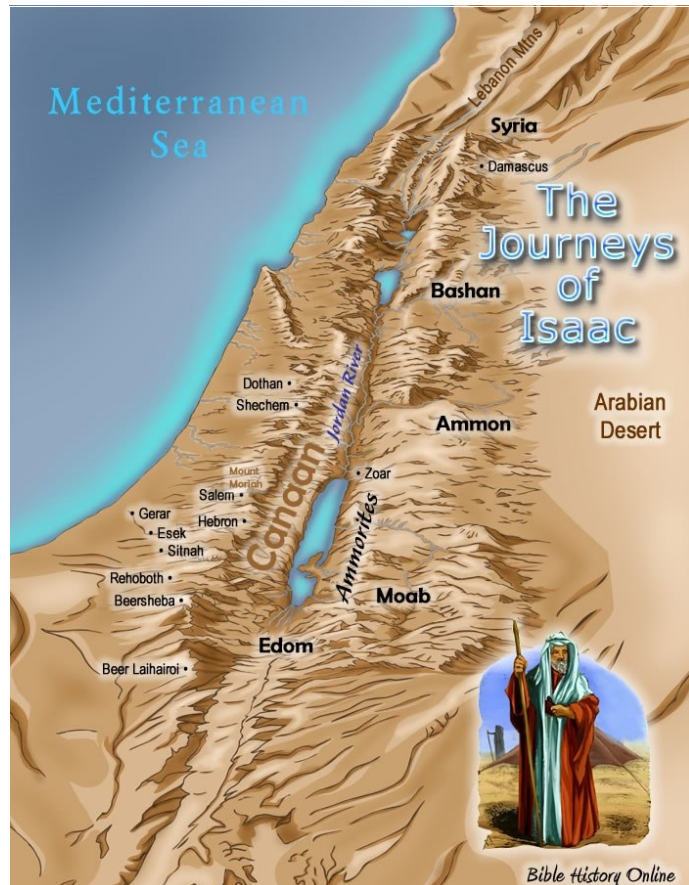 Mediterranean
Sea
Lebanon Mtns
Syria
Damascus
The
Journeys
of
Isaac
Bashan
Jordan River
Dothan
Shechem
Arabian
Desert
Ammon
Canaan
Mount
Moriah
Zoar
Salem
Gerar
Hebron
Esek
Sitnah
Ammorites
Rehoboth
Beersheba
Moab
Edom
Beer Laihairoi
Bible History Online